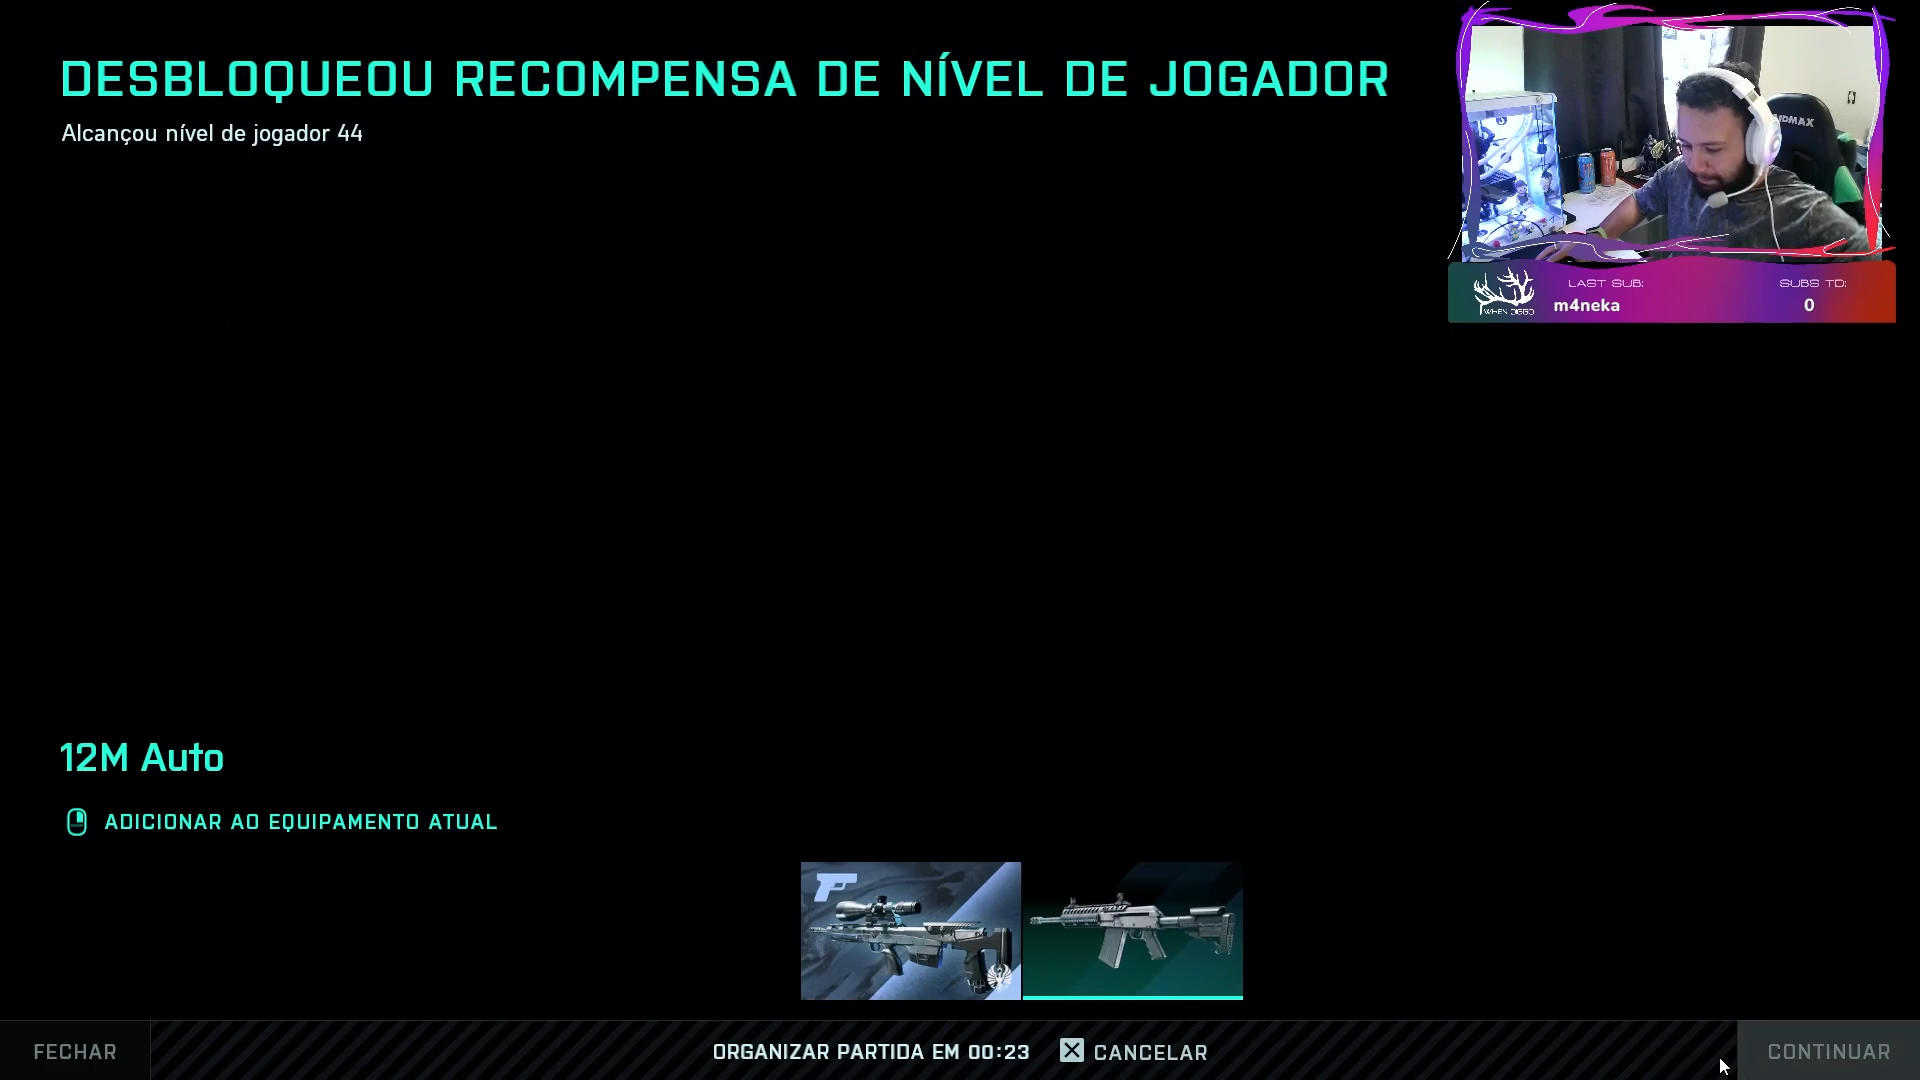 DESBLOQUEOU RECOMPENSA DE NÍVEL DE JOGADOR
Alcançou nível de jogador 44
LAST SUB:
m4neka
SUBS TD:
0
12M Auto
ADICIONAR AO EQUIPAMENTO ATUAL
FECHAR
ORGANIZAR PARTIDA EM 00:23
CANCELAR
CONTINUAR